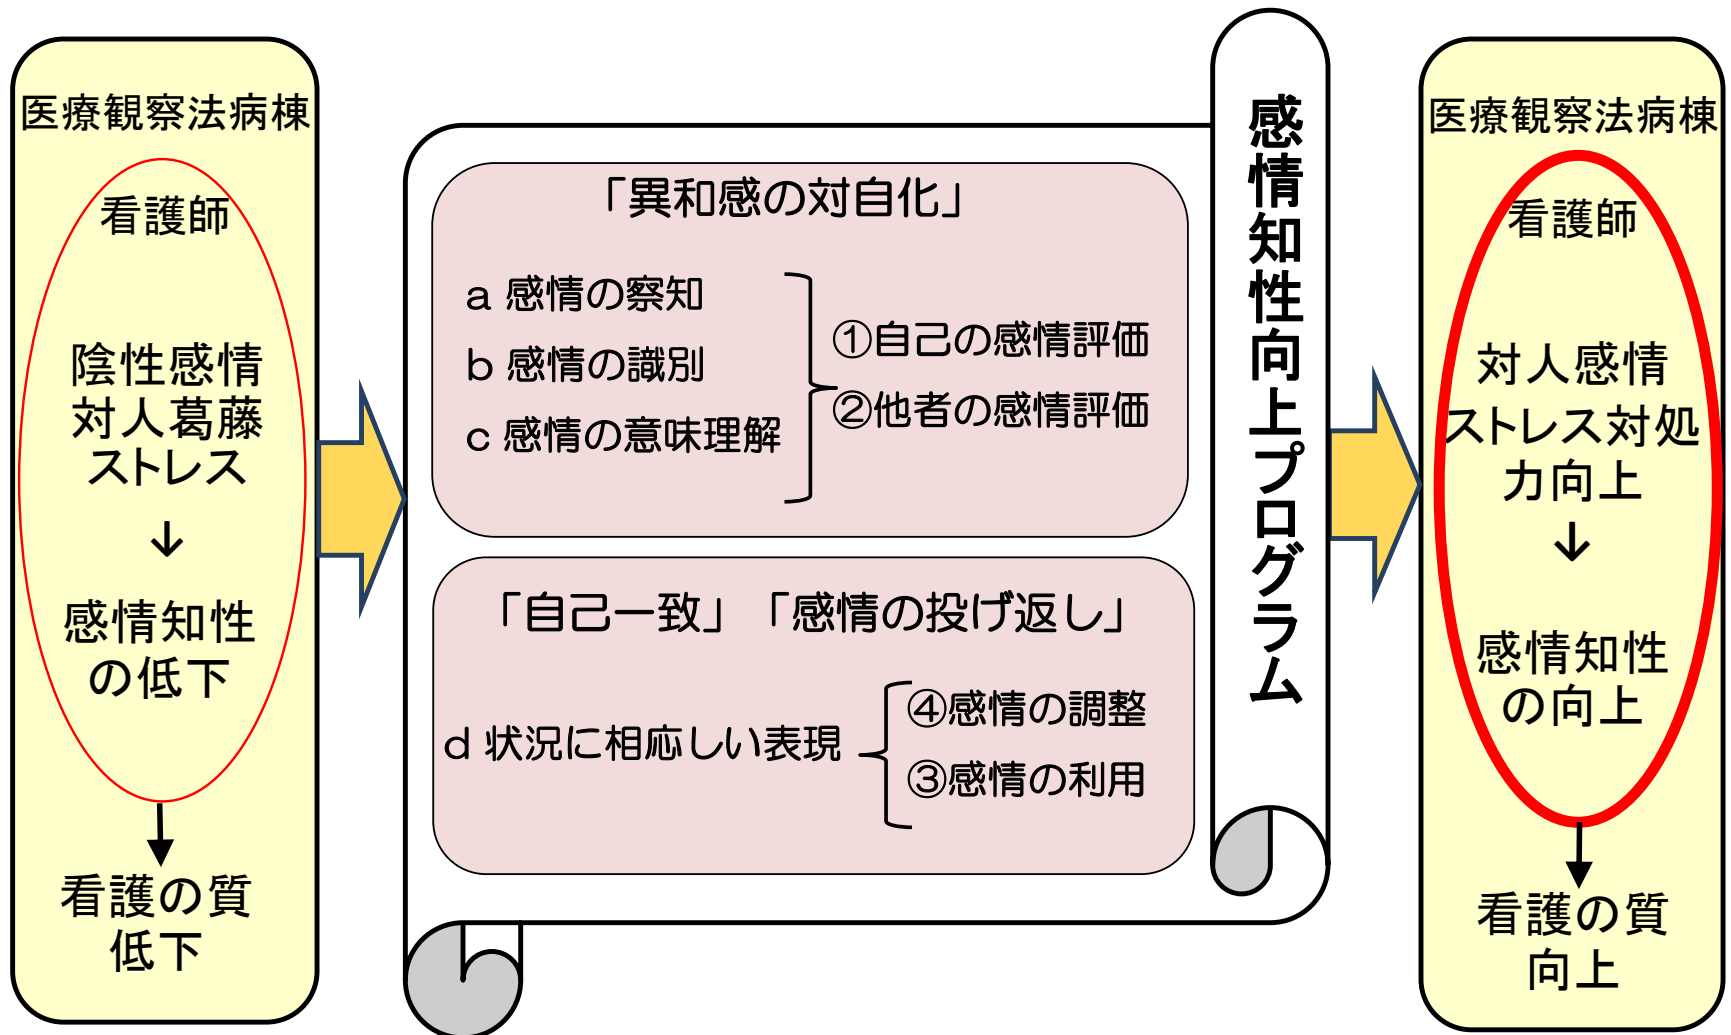 医療観察法病棟
看護師
陰性感情
対人葛藤
ストレス
↓
感情知性
の低下
看護の質
低下
「異和感の対自化」
a 感情の察知
b 感情の識別
c 感情の意味理解
①自己の感情評価
②他者の感情評価
「自己一致」「感情の投げ返し」
d 状況に相応しい表現
④感情の調整
③感情の利用
感情知性向上プログラム
医療観察法病棟
看護師
対人感情
ストレス対処
力向上
↓
感情知性
の向上
看護の質
向上